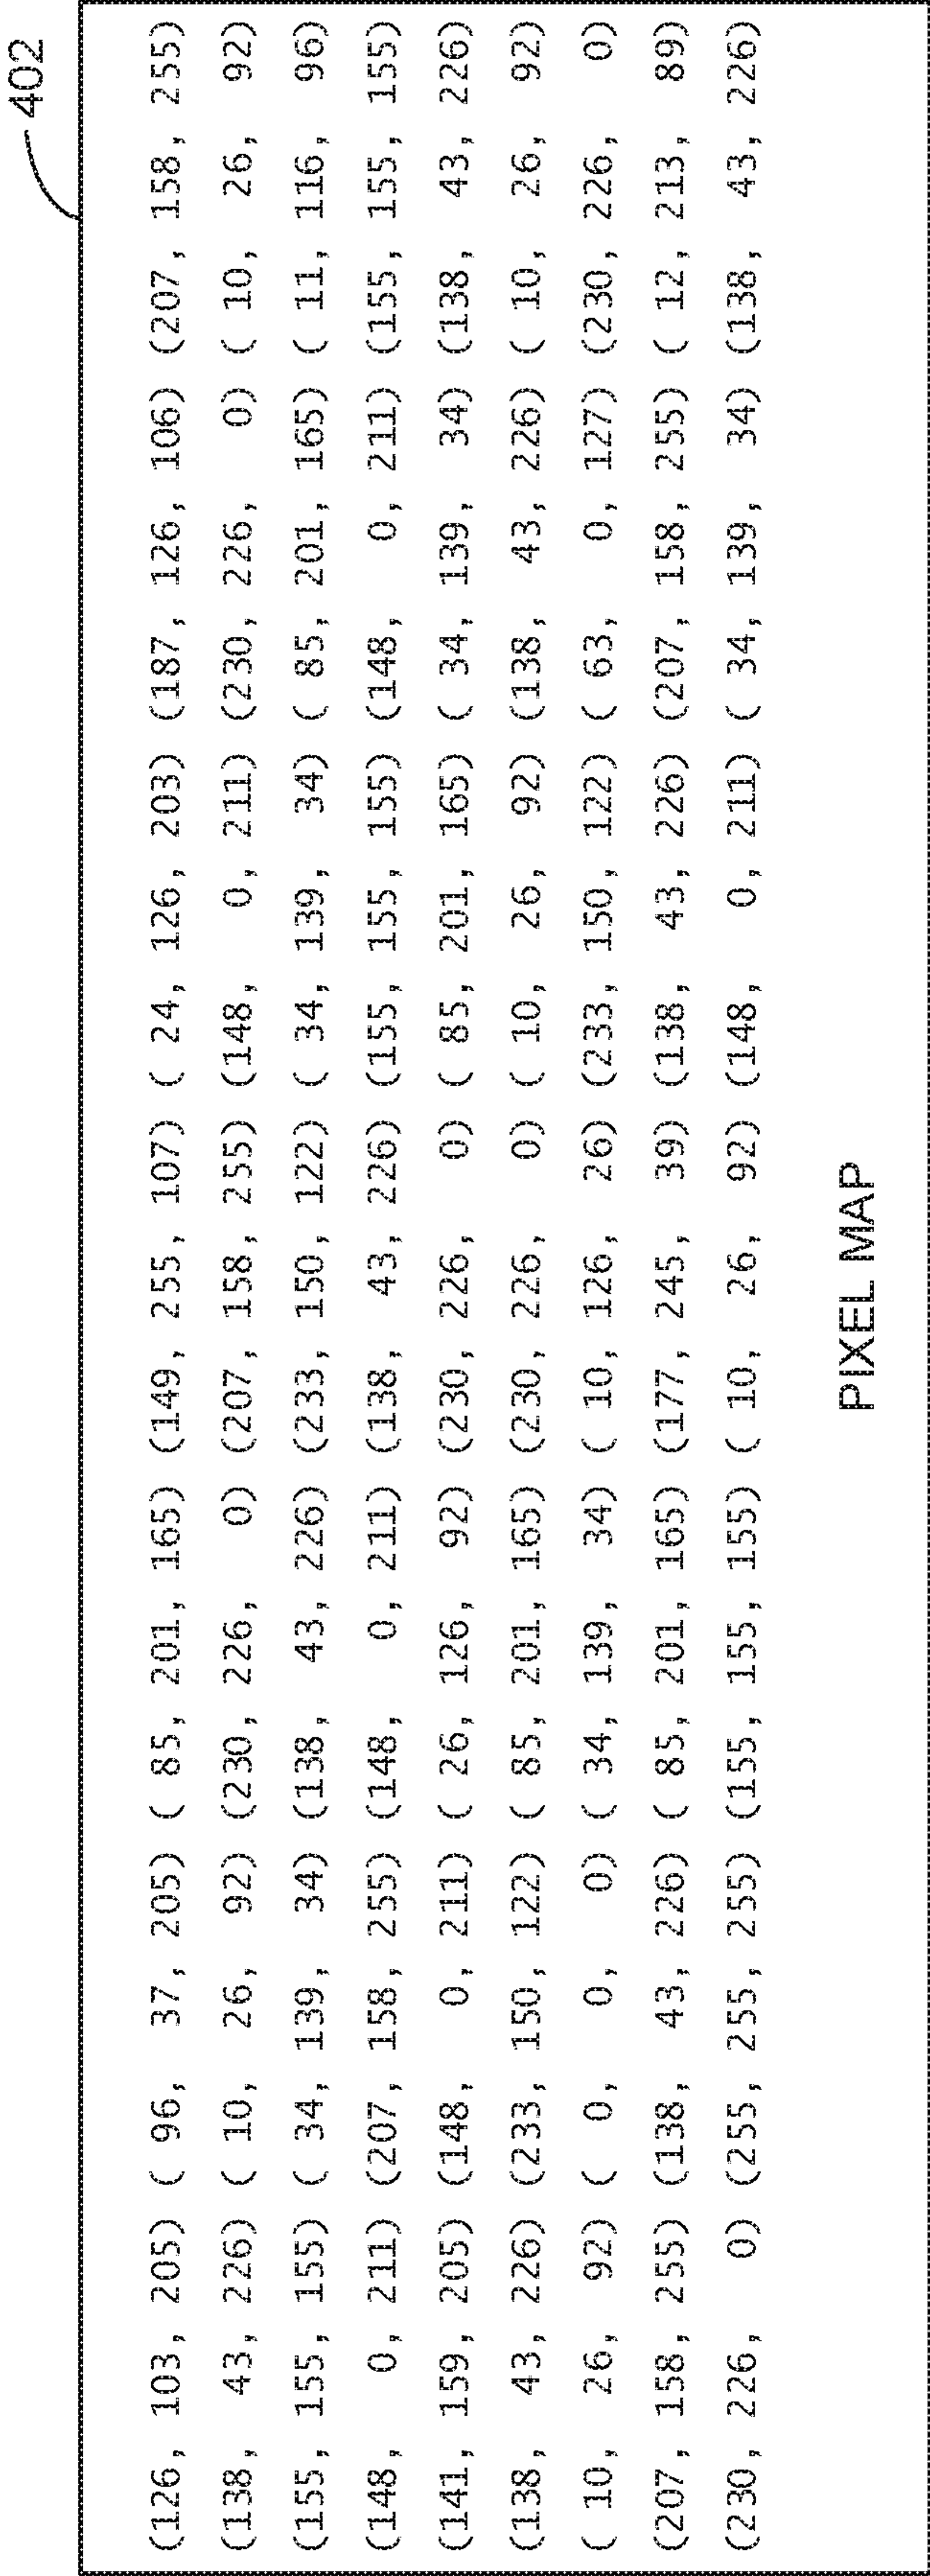 402
(126, 103, 205) ( 96, 37, 205) ( 85, 201, 165) (149, 255, 107) ( 24, 126, 203) (187, 126, 106) (207, 158, 255)
(138, 43, 226) ( 10, 26, 92) (230, 226, 0) (207, 158, 255) (148, 0, 211) (230, 226, 0) ( 10, 26, 92)
(155, 155, 155) ( 34, 139, 34) (138, 43, 226) (233, 150, 122) ( 34, 139, 34) ( 85, 201, 165) ( 11, 116, 96)
(148, 0, 211) (207, 158, 255) (148, 0, 211) (138, 43, 226) (155, 155, 155) (148, 0, 211) (155, 155, 155)
(141, 159, 205) (148, 0, 211) ( 26, 126, 92) (230, 226, 0) ( 85, 201, 165) ( 34, 139, 34) (138, 43, 226)
(138, 43, 226) (233, 150, 122) ( 85, 201, 165) (230, 226, 0) ( 10, 26, 92) (138, 43, 226) ( 10, 26, 92)
( 10, 26, 92) ( 0, 0, 0) ( 34, 139, 34) ( 10, 126, 26) (233, 150, 122) ( 63, 0, 127) (230, 226, 0)
(207, 158, 255) (138, 43, 226) ( 85, 201, 165) (177, 245, 39) (138, 43, 226) (207, 158, 255) ( 12, 213, 89)
(230, 226, 0) (255, 255, 255) (155, 155, 155) ( 10, 26, 92) (148, 0, 211) ( 34, 139, 34) (138, 43, 226)
PIXEL MAP